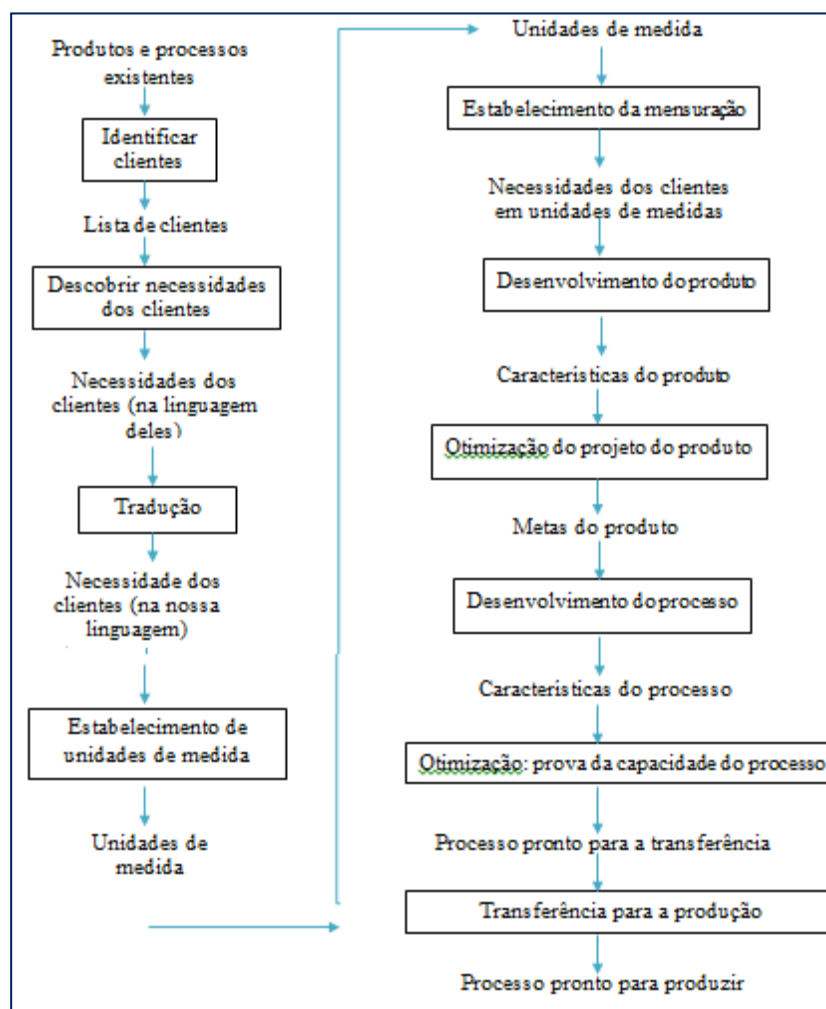 Produtos e processos
existentes
Identificar
clientes
Lista de clientes
Descobrir necessidades
dos clientes
Necessidades dos
clientes (na linguagem
deles)
Tradução
Necessidade dos
clientes (na nossa
linguagem)
Estabelecimento de
unidades de medida
Unidades de
medida
Unidades de medida
Estabelecimento da mensuração
Necessidades dos clientes
em unidades de medidas
Desenvolvimento do produto
Caracteristicas do produto
Otimização do projeto do produto
Metas do produto
Desenvolvimento do processo
Caracteristicas do processo
Otimização: prova da capacidade do processo
Processo pronto para a transferência
Transferência para a produção
Processo pronto para produzir